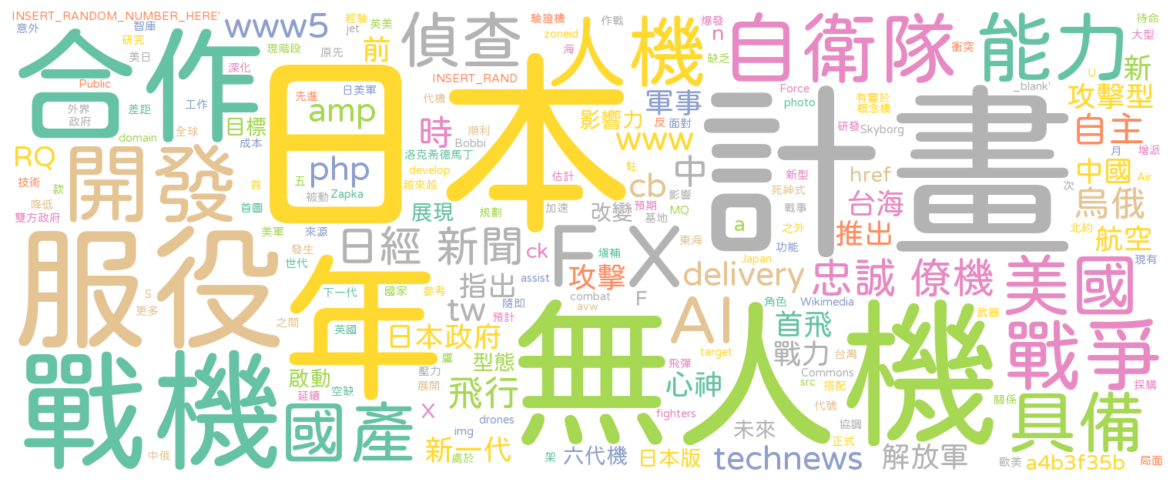 INSERT_RANDOM_NUMBER_HERE'
意外
智庫
研究
美日
www5
經驗
jet
英美
現階段
前
原先
偵查
驗證機
zoneid
海
作戰
人機
爆發
n
缺乏
自衛隊
衝突
能力
待命
大型
新
U
_blank'
合作
深化
Public
外界
政府
差距
工作
domain
全球
目標
成本
INSERT_RAND
先進
日美軍
amp
日本
代機
順利
Bobbi
時
影響力
軍事
反
面對
www
Force
photo
有鑒於
概念機
研發
Skyborg
計畫
攻擊型
自主
增派
月
Air
中國
RQ
技術
款
降低
雙方政府
開發
首
首圖
php
五
被動
Zapka
洛克希德馬丁
develop
越來越
展現
規劃
估計
加速
cb
駐
影響
預期
改變
基地
MQ
中
新型
死神式
戰事
之外
功能
a
href
台海
推出
次
烏俄
北約
航空
現有
服役
美軍
來源
發生
世代
S
更多
之間
日經
新聞
指出
ck
assist
隨即
預計
tw
FX
填補
攻擊
combat
avw
F
東海
Japan
delivery
忠誠
僚機
美國
年
下一代
國家
參考
英國
日本政府
AI
角色
Wikimedia
首飛
武器
戰爭
戰機
啟動
延續
空缺
壓力
展開
型態
飛行
無人機
飛彈
心神
target
戰力
Commons
src
台灣
搭配
代號
採購
關係
具備
國產
中俄
X
drones
img
新一代
處於
架
六代機
fighters
日本版
未來
協調
正式
technews
解放軍
歐美
a4b3f35b
局面